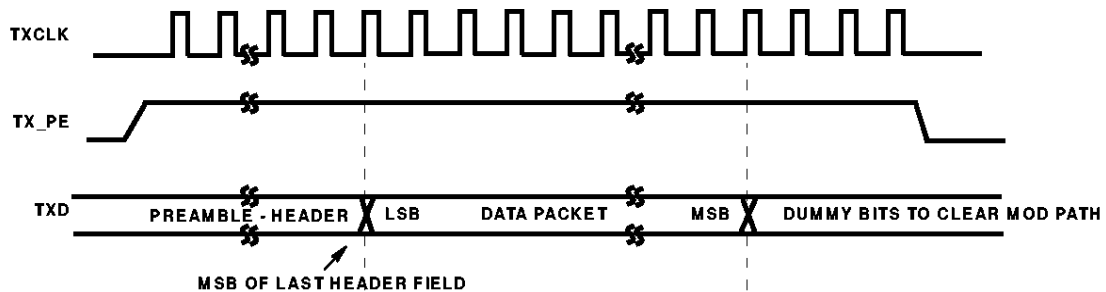 TXCLK
TX_PE
TXD
PREAMBLE - HEADER
LSB
DATA PACKET
MSB
DUMMY BITS TO CLEAR MOD PATH
MSB OF LAST HEADER FIELD